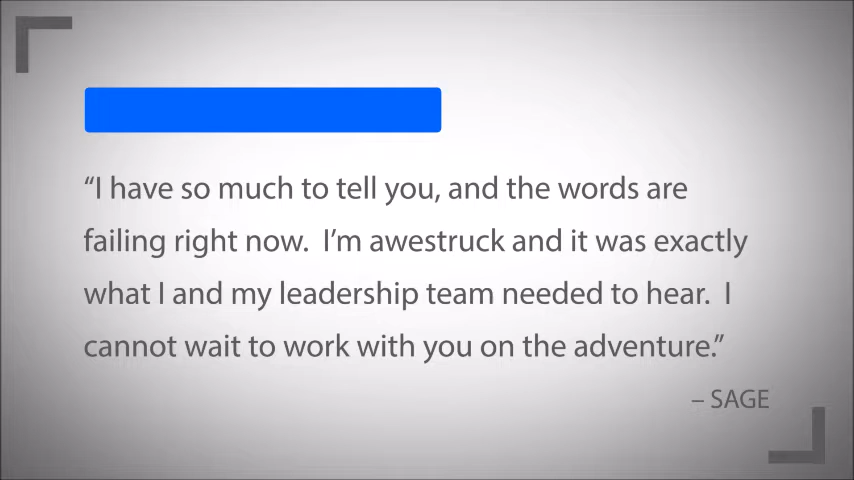 “I have so much to tell you, and the words are
failing right now.  I’m awestruck and it was exactly
what I and my leadership team needed to hear.  I
cannot wait to work with you on the adventure.”
– SAGE